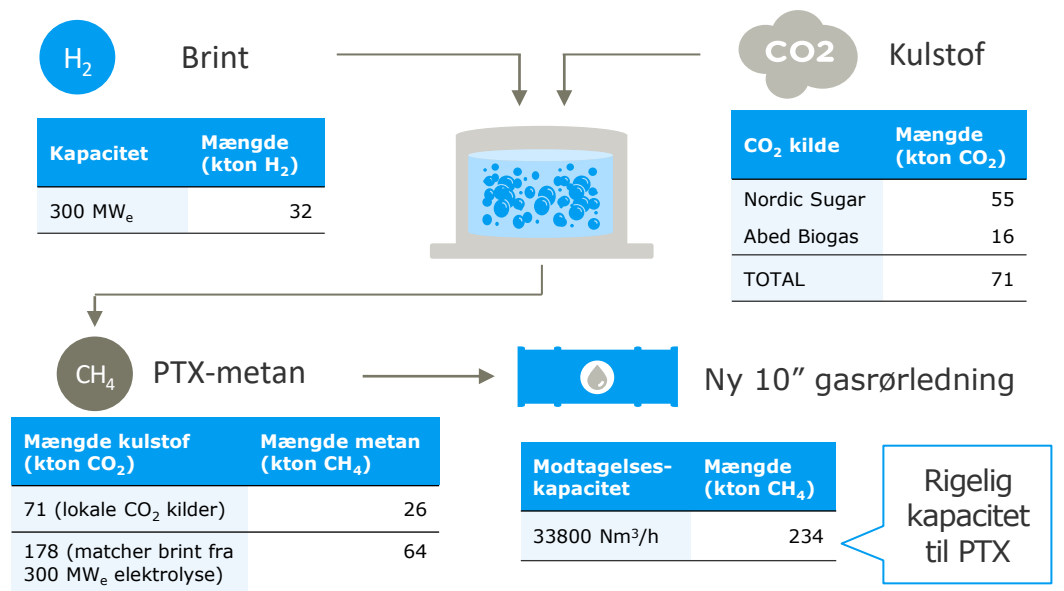 H₂
Brint
CO2
Kulstof
Kapacitet
Mængde
(kton H₂)
300 MWₑ
32
CO₂ kilde
Mængde
(kton CO₂)
Nordic Sugar
55
Abed Biogas
16
TOTAL
71
CH₄
PTX-metan
Ny 10” gasrørledning
Mængde kulstof
(kton CO₂)
Mængde metan
(kton CH₄)
71 (lokale CO₂ kilder)
26
178 (matcher brint fra
300 MWₑ elektrolyse)
64
Modtagelses-
kapacitet
Mængde
(kton CH₄)
33800 Nm³/h
234
Rigelig
kapacitet
til PTX